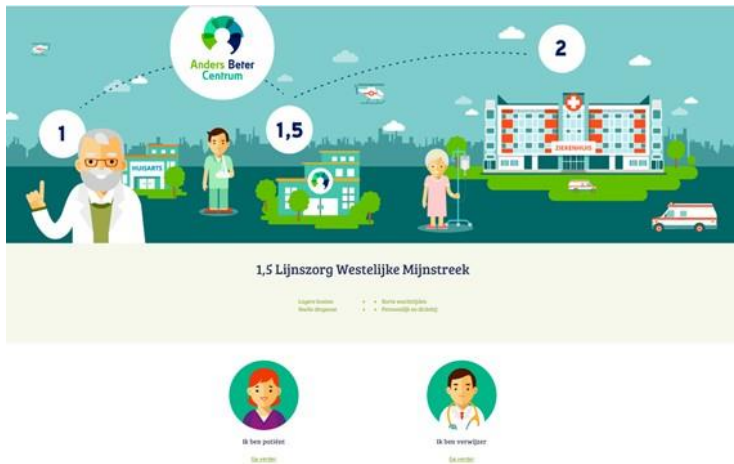 Anders Beter
Centrum
2
1
1,5
HUISARTS
ZIEKENHUIS
1,5 Lijnszorg Westelijke Mijnstreek
Lagere kosten • • Korte wachttijden
Snelle diagnose • • Persoonlijk en dichtbij
Ik ben patiënt
Ik ben verwijzer
Ga verder
Ga verder